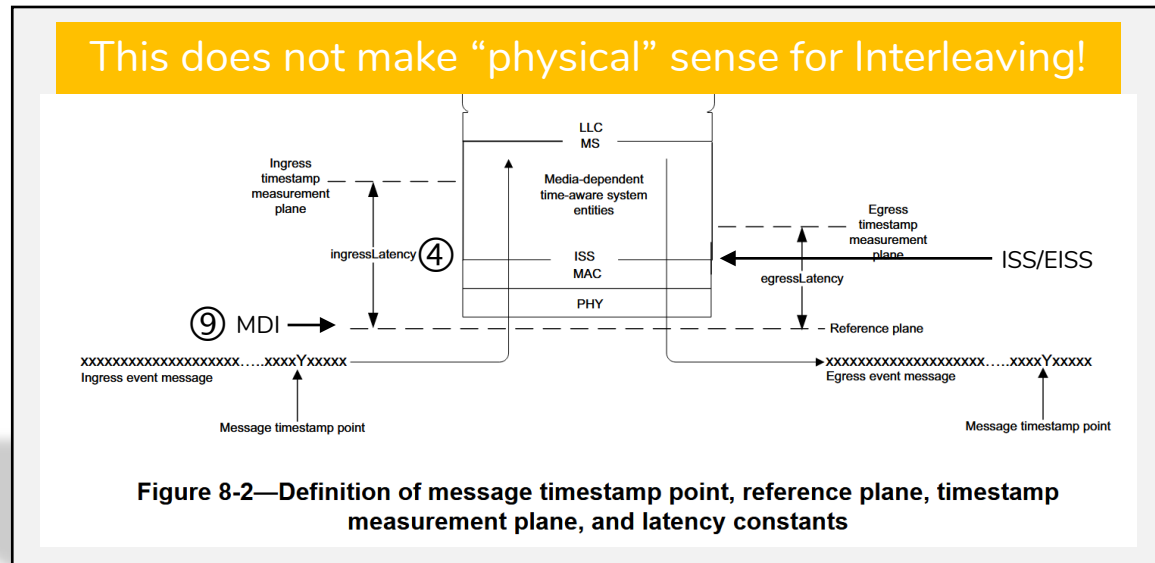 This does not make “physical” sense for Interleaving!
LLC
MS
Ingress
timestamp
measurement
plane
Media-dependent
time-aware system
entities
Egress
timestamp
measurement
plane
ingressLatency ④
ISS
MAC
ISS/EISS
egressLatency
PHY
⑨ MDI
Reference plane
xxxxxxxxxxxxxxxxxxxx…..xxxxYxxxxx
Ingress event message
xxxxxxxxxxxxxxxxxxxx…..xxxxYxxxxx
Egress event message
Message timestamp point
Message timestamp point
Figure 8-2—Definition of message timestamp point, reference plane, timestamp
measurement plane, and latency constants